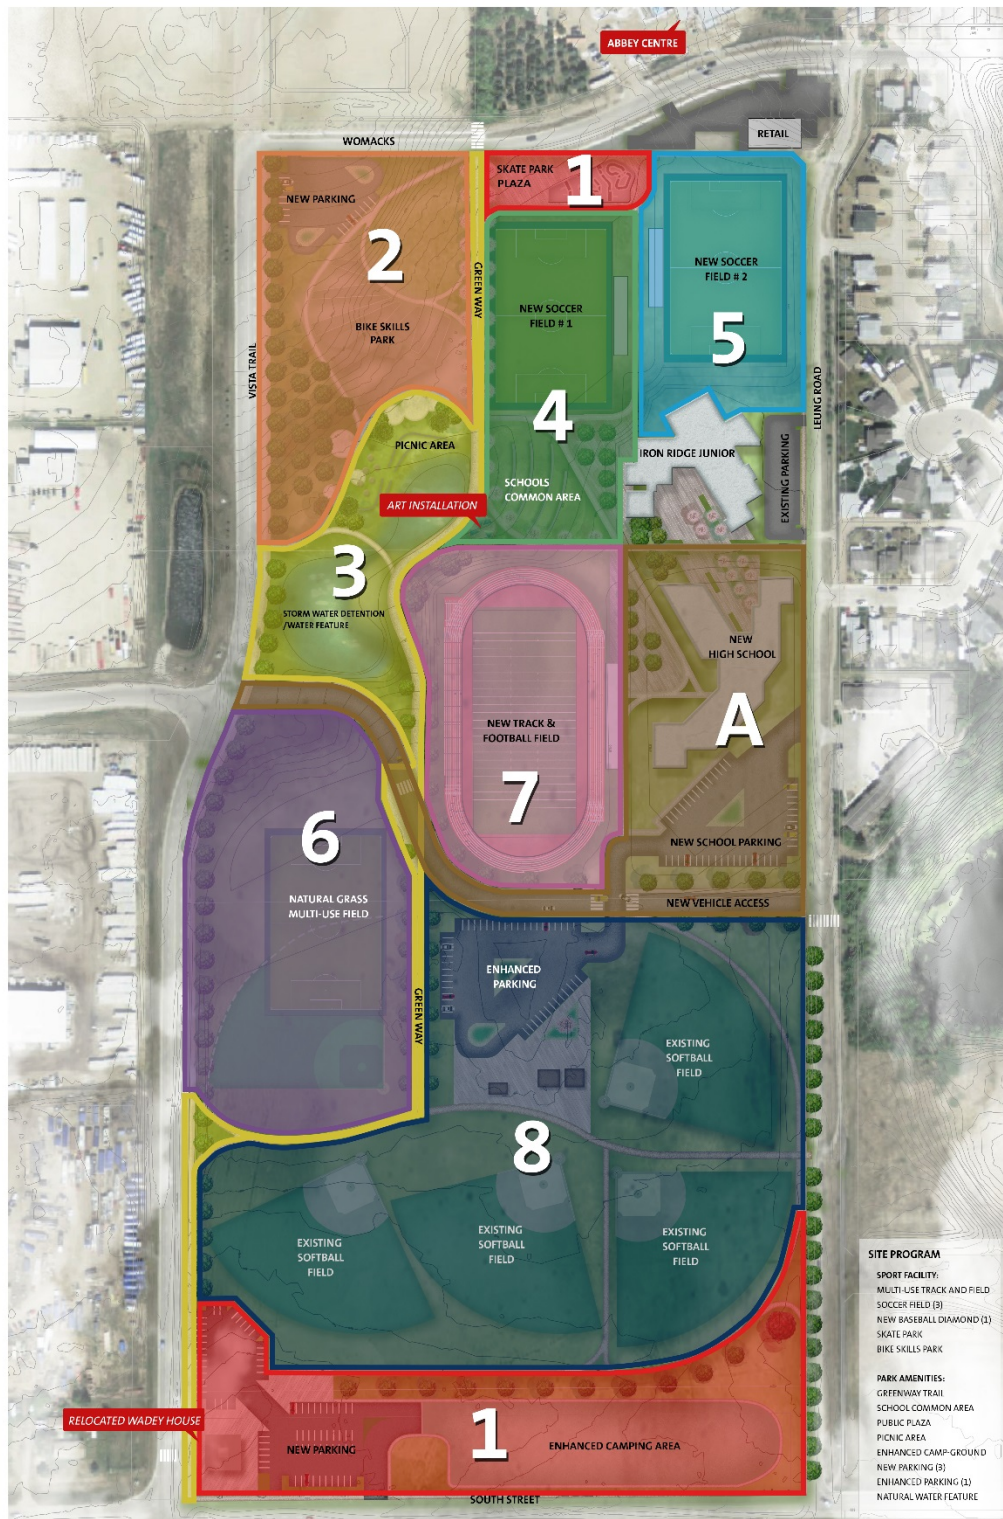 ABBEY CENTRE
RETAIL
WOMACKS
SKATE PARK
PLAZA
1
NEW PARKING
2
GREEN WAY
NEW SOCCER
FIELD # 2
NEW SOCCER
FIELD # 1
BIKE SKILLS
PARK
5
VISTA TRAIL
LEUNG ROAD
4
PICNIC AREA
IRON RIDGE JUNIOR
EXISTING PARKING
SCHOOLS
COMMON AREA
ART INSTALLATION
3
STORM WATER DETENTION
/WATER FEATURE
NEW
HIGH SCHOOL
A
NEW TRACK &
FOOTBALL FIELD
7
6
NEW SCHOOL PARKING
NATURAL GRASS
MULTI-USE FIELD
NEW VEHICLE ACCESS
ENHANCED
PARKING
GREEN WAY
EXISTING
SOFTBALL
FIELD
8
EXISTING
SOFTBALL
FIELD
EXISTING
SOFTBALL
FIELD
EXISTING
SOFTBALL
FIELD
RELOCATED WADEY HOUSE
NEW PARKING
1
ENHANCED CAMPING AREA
SOUTH STREET
SITE PROGRAM
SPORT FACILITY:
MULTI-USE TRACK AND FIELD
SOCCER FIELD (3)
NEW BASEBALL DIAMOND (1)
SKATE PARK
BIKE SKILLS PARK
PARK AMENITIES:
GREENWAY TRAIL
SCHOOL COMMON AREA
PUBLIC PLAZA
PICNIC AREA
ENHANCED CAMP-GROUND
NEW PARKING (3)
ENHANCED PARKING (1)
NATURAL WATER FEATURE